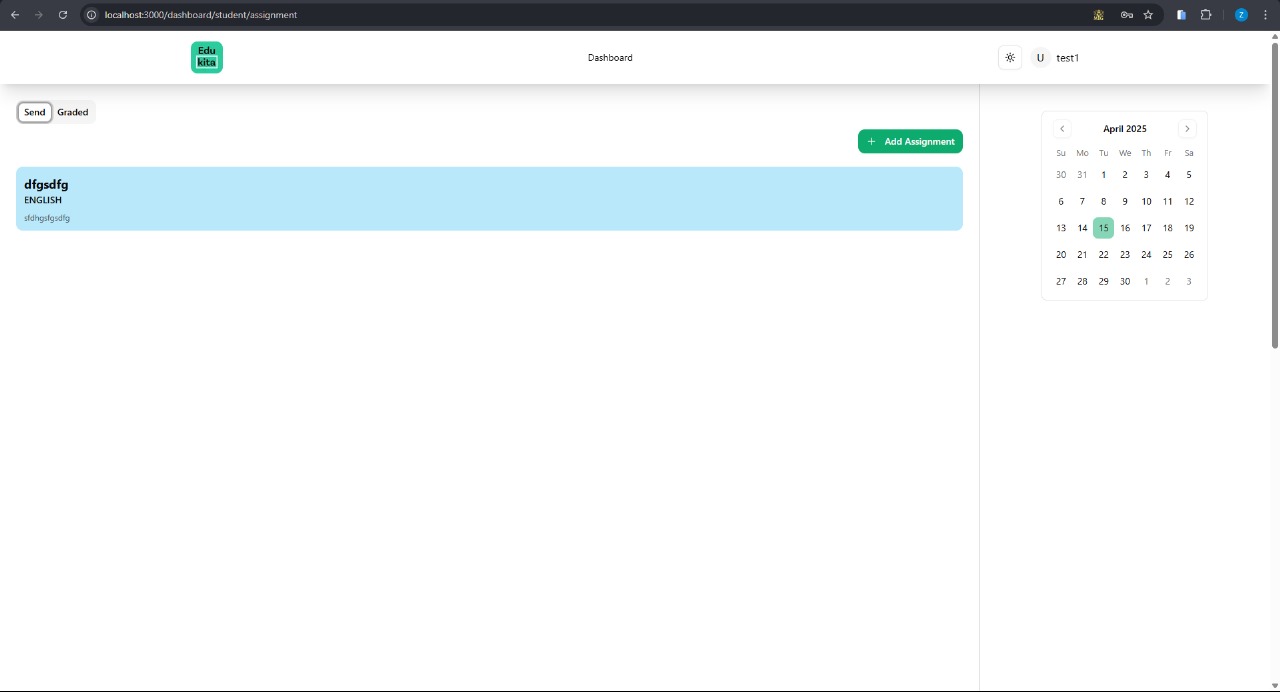 localhost:3000/dashboard/student/assignment
Z
Edu
kita
Dashboard
U test1
Send Graded
+ Add Assignment
dfgsdfg
ENGLISH
sfdhgsfgsdfg
April 2025
Su Mo Tu We Th Fr Sa
30 31 1 2 3 4 5
6 7 8 9 10 11 12
13 14 15 16 17 18 19
20 21 22 23 24 25 26
27 28 29 30 1 2 3